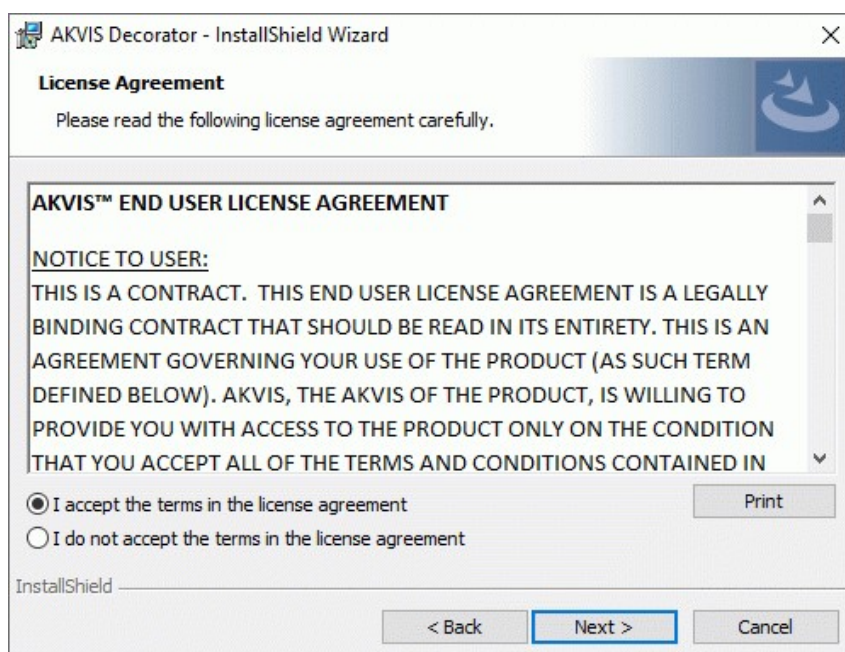 AKVIS Decorator - InstallShield Wizard
License Agreement
Please read the following license agreement carefully.
AKVIS™ END USER LICENSE AGREEMENT
NOTICE TO USER:
THIS IS A CONTRACT.  THIS END USER LICENSE AGREEMENT IS A LEGALLY
BINDING CONTRACT THAT SHOULD BE READ IN ITS ENTIRETY. THIS IS AN
AGREEMENT GOVERNING YOUR USE OF THE PRODUCT (AS SUCH TERM
DEFINED BELOW). AKVIS, THE AKVIS OF THE PRODUCT, IS WILLING TO
PROVIDE YOU WITH ACCESS TO THE PRODUCT ONLY ON THE CONDITION
THAT YOU ACCEPT ALL OF THE TERMS AND CONDITIONS CONTAINED IN
I accept the terms in the license agreement
Print
I do not accept the terms in the license agreement
InstallShield
< Back
Next >
Cancel